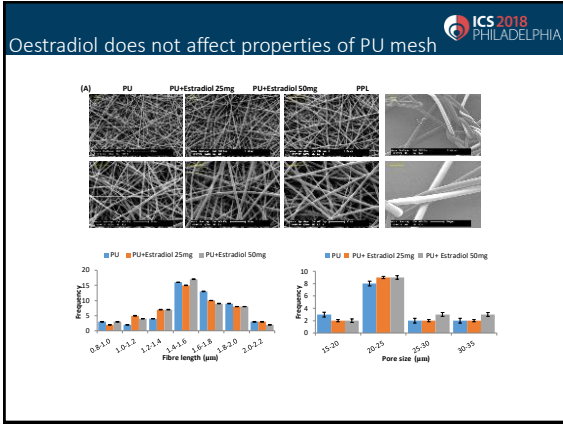 Oestradiol does not affect properties of PU mesh
ICS 2018
PHILADELPHIA
(A) PU PU+Estradiol 25mg PU+Estradiol 50mg PPL
PU PU+Estradiol 25mg PU+Estradiol 50mg
Frequency
20
15
10
5
0
0.8-1.0 1.0-1.2 1.2-1.4 1.4-1.6 1.6-1.8 1.8-2.0 2.0-2.2
Fibre length (µm)
PU PU+ Estradiol 25mg PU+ Estradiol 50mg
Frequency
10
8
6
4
2
0
15-20 20-25 25-30 30-35
Pore size (µm)